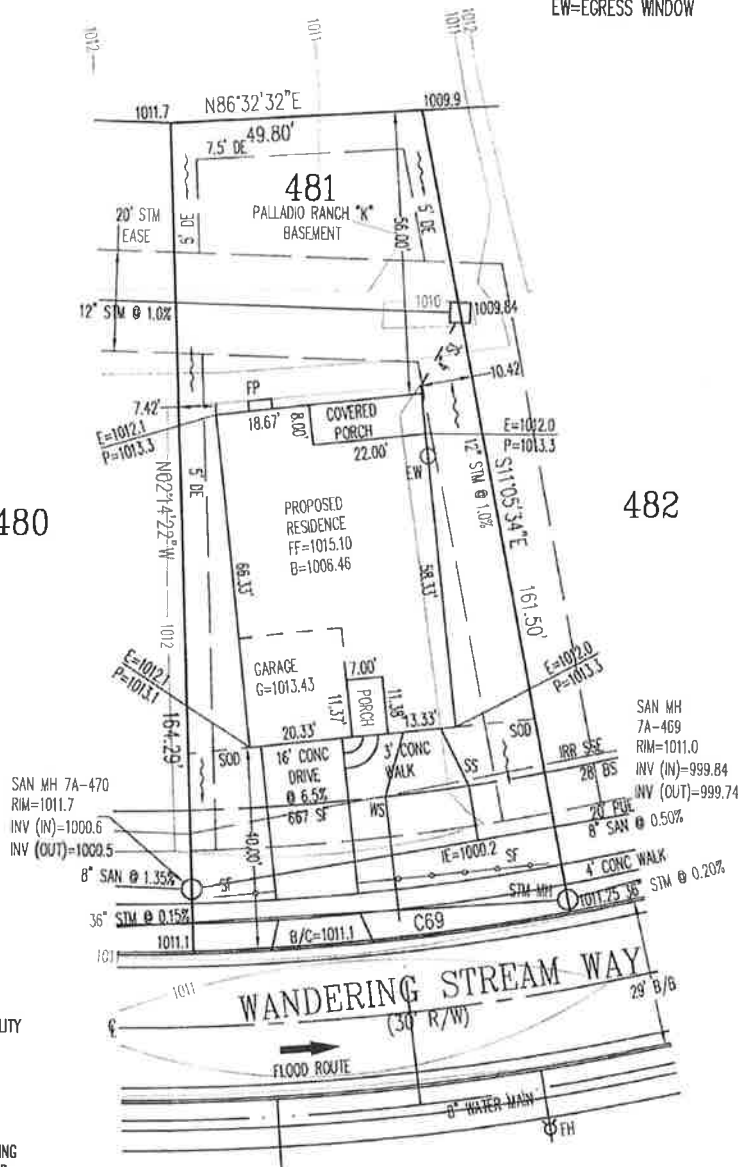 EW=EGRESS WINDOW
1012
1011
1011
1012
1011.7
N86°32'32"E
1009.9
49.80'
7.5' DE
481
PALLADIO RANCH "K"
BASEMENT
20' STM
EASE
5' DE
5' DE
56.00'
12" STM @ 1.0%
1010
1009.84
10.42
7.42'
FP
18.67'
8.00'
COVERED
PORCH
22.00'
E=1012.1
P=1013.3
E=1012.0
P=1013.3
EW
12" STM @ 1.0%
S11°05'34"E
161.50'
N02°14'22"W
164.29'
5' DE
480
482
PROPOSED
RESIDENCE
FF=1015.10
B=1006.46
66.33'
58.33'
1012
E=1012.1
P=1013.1
GARAGE
G=1013.43
7.00'
PORCH
11.37'
11.38'
20.33'
13.33'
E=1012.0
P=1013.3
SOD
SOD
16' CONC
DRIVE
@ 6.5%
667 SF
3' CONC
WALK
SS
WS
40.00'
IRR SSE
28' BS
20' PUE
8" SAN @ 0.50%
SAN MH
7A-469
RIM=1011.0
INV (IN)=999.84
INV (OUT)=999.74
SAN MH 7A-470
RIM=1011.7
INV (IN)=1000.6
INV (OUT)=1000.5
8" SAN @ 1.35%
SF
IE=1000.2
SF
4' CONC WALK
STM MH
1011.25
36" STM @ 0.20%
36" STM @ 0.15%
1011.1
B/C=1011.1
C69
1011
1011
WANDERING STREAM WAY
(30' R/W)
29' B/B
FLOOD ROUTE
8" WATER MAIN
FH